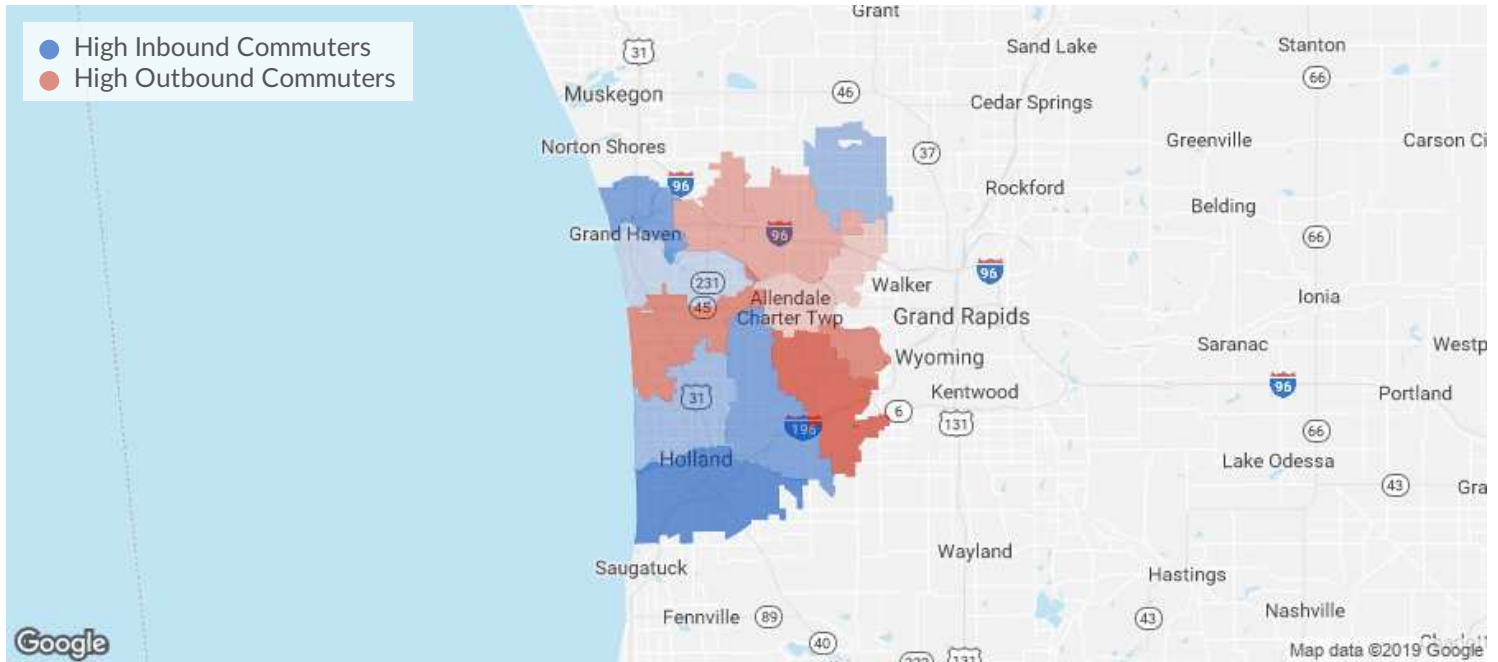 High Inbound Commuters
High Outbound Commuters
Grant
31
Sand Lake
Stanton
66
Muskegon
46
Cedar Springs
Norton Shores
37
Greenville
Carson Ci
96
Rockford
Belding
Grand Haven
96
66
96
231
Walker
Allendale
Charter Twp
45
Grand Rapids
Ionia
Wyoming
Saranac
Westp
31
Kentwood
96
Portland
6
196
131
66
Holland
Lake Odessa
43
Gra
Wayland
Saugatuck
Hastings
Fennville
89
43
Nashville
40
131
Google
Map data ©2019 Google